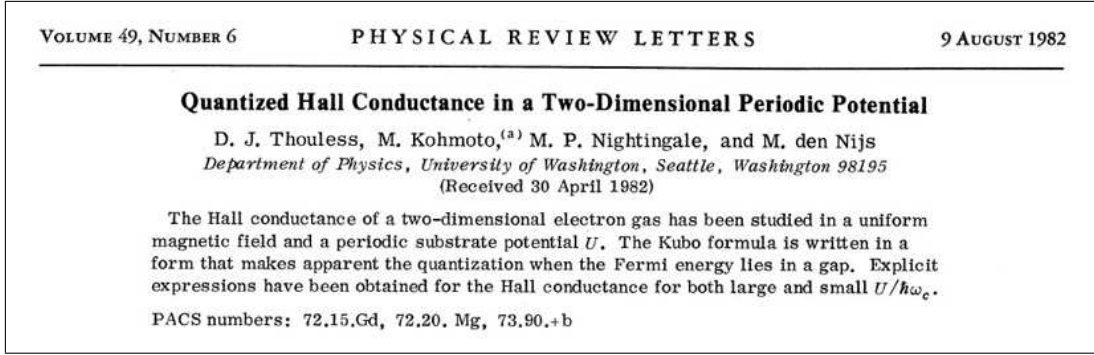 VOLUME 49, NUMBER 6 PHYSICAL REVIEW LETTERS 9 AUGUST 1982
Quantized Hall Conductance in a Two-Dimensional Periodic Potential
D. J. Thouless, M. Kohmoto,(a) M. P. Nightingale, and M. den Nijs
Department of Physics, University of Washington, Seattle, Washington 98195
(Received 30 April 1982)
The Hall conductance of a two-dimensional electron gas has been studied in a uniform
magnetic field and a periodic substrate potential U. The Kubo formula is written in a
form that makes apparent the quantization when the Fermi energy lies in a gap. Explicit
expressions have been obtained for the Hall conductance for both large and small U/ħω_c.
PACS numbers: 72.15.Gd, 72.20. Mg, 73.90.+b